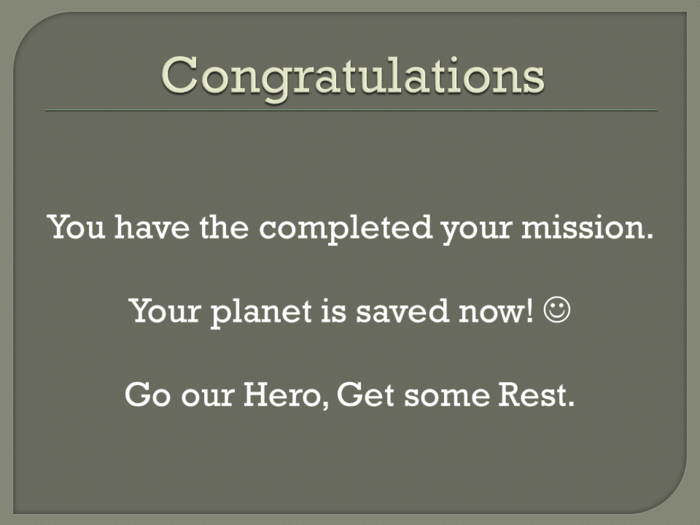 Congratulations
You have the completed your mission.
Your planet is saved now! ☺
Go our Hero, Get some Rest.